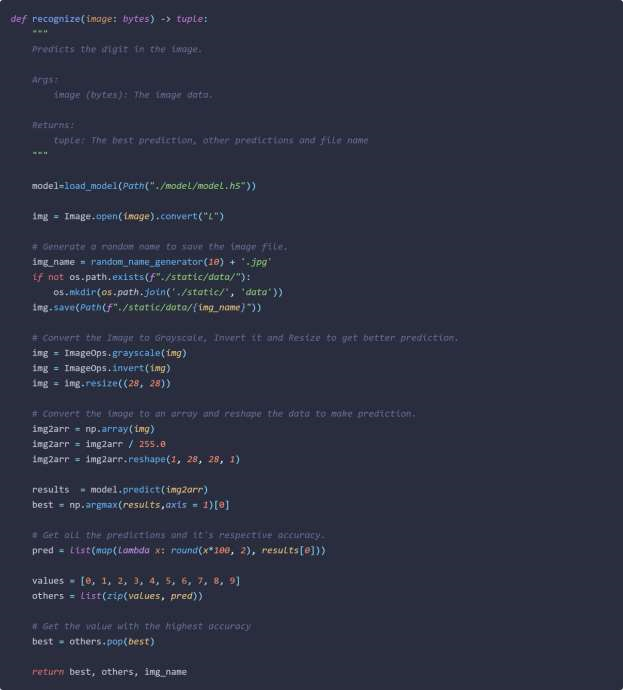 def recognize(image: bytes) -> tuple:
    """
    Predicts the digit in the image.

    Args:
        image (bytes): The image data.

    Returns:
        tuple: The best prediction, other predictions and file name
    """

    model=load_model(Path("./model/model.h5"))

    img = Image.open(image).convert("L")

    # Generate a random name to save the image file.
    img_name = random_name_generator(10) + '.jpg'
    if not os.path.exists(f"./static/data/"):
        os.mkdir(os.path.join('./static/', 'data'))
    img.save(Path(f"./static/data/{img_name}"))

    # Convert the Image to Grayscale, Invert it and Resize to get better prediction.
    img = ImageOps.grayscale(img)
    img = ImageOps.invert(img)
    img = img.resize((28, 28))

    # Convert the image to an array and reshape the data to make prediction.
    img2arr = np.array(img)
    img2arr = img2arr / 255.0
    img2arr = img2arr.reshape(1, 28, 28, 1)

    results  = model.predict(img2arr)
    best = np.argmax(results,axis = 1)[0]

    # Get all the predictions and it's respective accuracy.
    pred = list(map(lambda x: round(x*100, 2), results[0]))

    values = [0, 1, 2, 3, 4, 5, 6, 7, 8, 9]
    others = list(zip(values, pred))

    # Get the value with the highest accuracy
    best = others.pop(best)

    return best, others, img_name